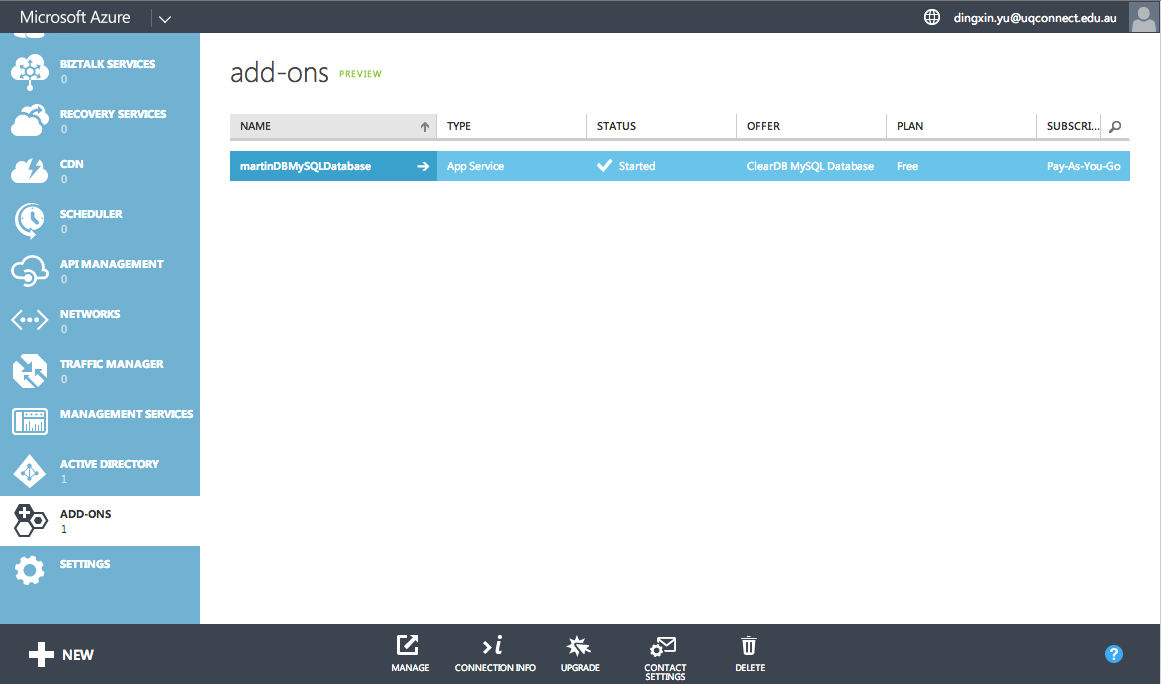 Microsoft Azure
dingxin.yu@uqconnect.edu.au
BIZTALK SERVICES
0
RECOVERY SERVICES
0
CDN
0
SCHEDULER
0
API MANAGEMENT
0
NETWORKS
0
TRAFFIC MANAGER
0
MANAGEMENT SERVICES
ACTIVE DIRECTORY
1
ADD-ONS
1
SETTINGS
add-ons PREVIEW
NAME TYPE STATUS OFFER PLAN SUBSCRI...
martinDBMySQLDatabase App Service Started ClearDB MySQL Database Free Pay-As-You-Go
NEW
MANAGE
CONNECTION INFO
UPGRADE
CONTACT
SETTINGS
DELETE
?